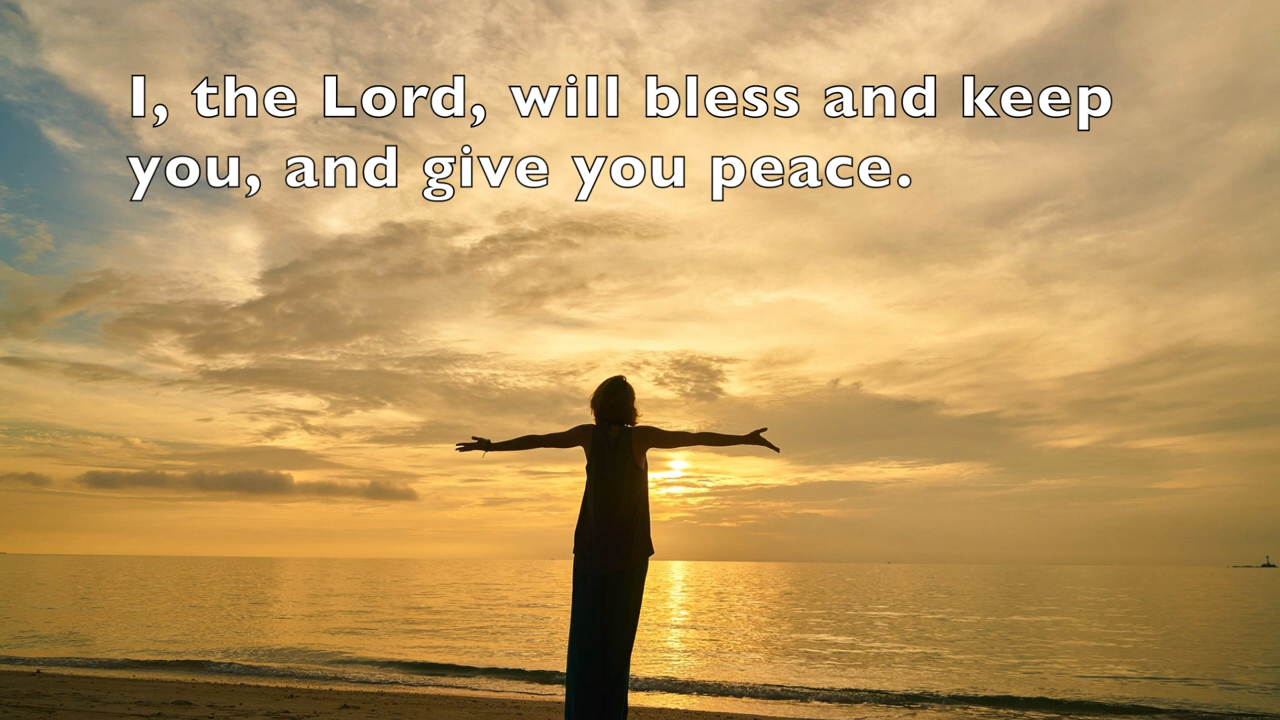 I, the Lord, will bless and keep
you, and give you peace.